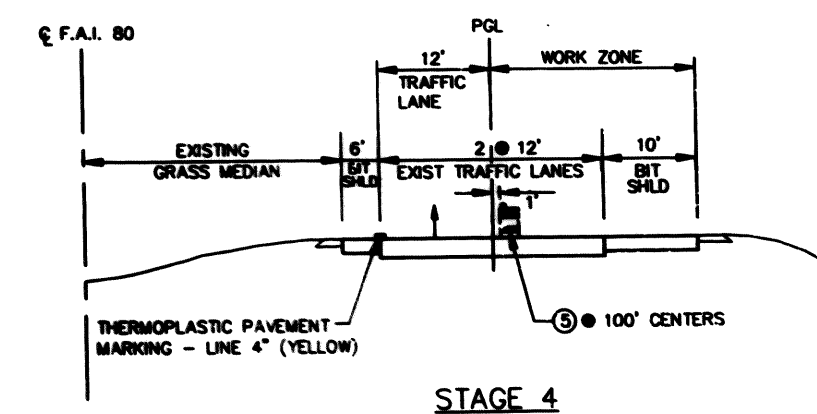 PGL
℄ F.A.I. 80
12'
TRAFFIC
LANE
WORK ZONE
EXISTING
GRASS MEDIAN
6'
BIT
SHLD
2 @ 12'
EXIST TRAFFIC LANES
10'
BIT
SHLD
1'
THERMOPLASTIC PAVEMENT
MARKING - LINE 4" (YELLOW)
5 @ 100' CENTERS
STAGE 4